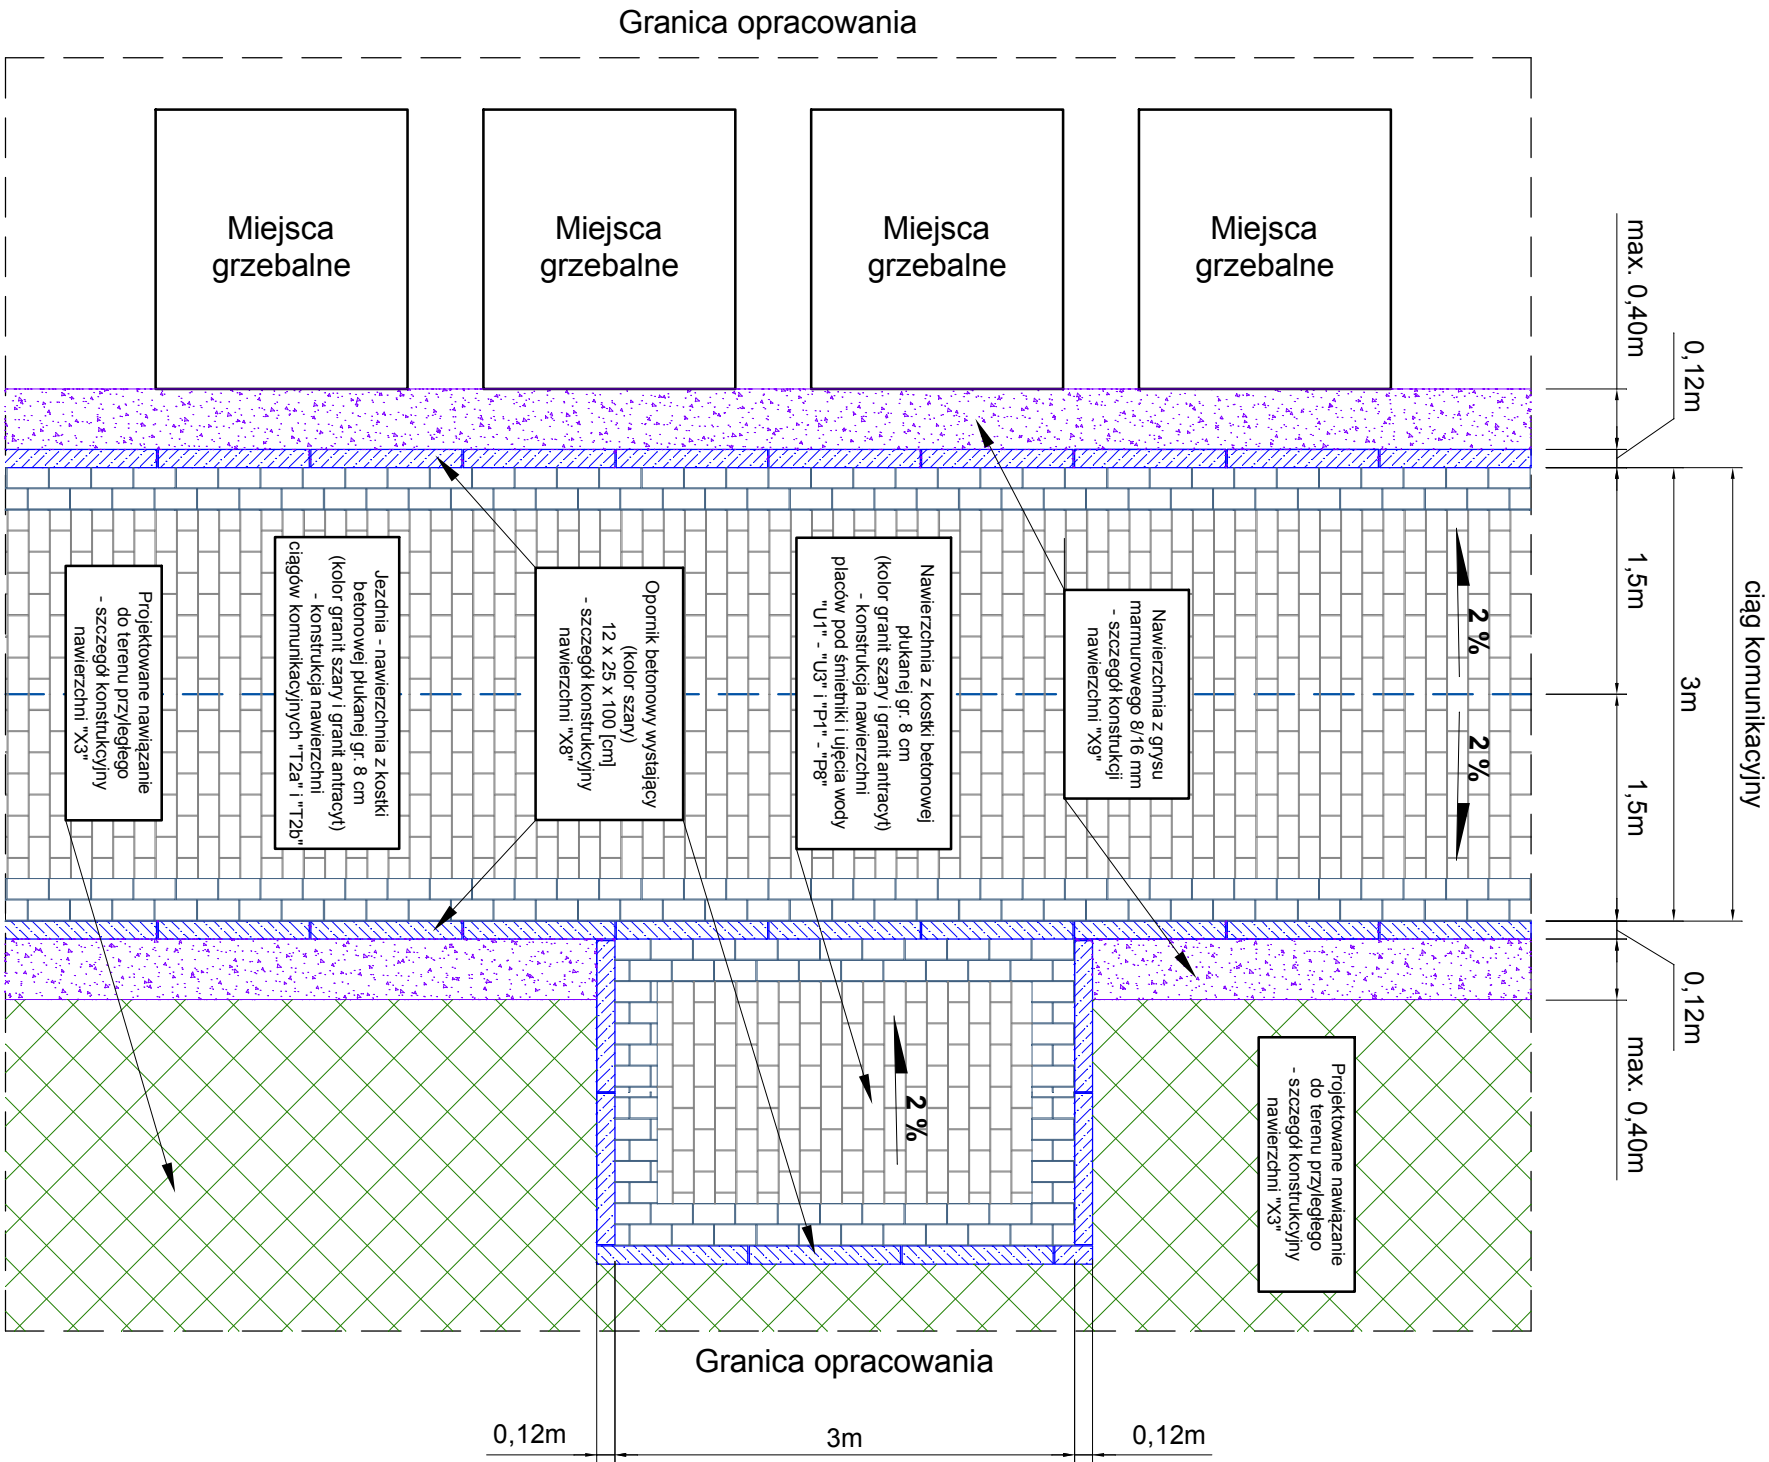 Granica opracowania
Miejsca
grzebalne
Miejsca
grzebalne
Miejsca
grzebalne
Miejsca
grzebalne
max. 0,40m
0,12m
1,5m
3m
ciąg komunikacyjny
1,5m
0,12m
max. 0,40m
2 %
2 %
Nawierzchnia z grysu
marmurowego 8/16 mm
- szczegół konstrukcji
nawierzchni "X9"
Nawierzchnia z kostki betonowej
płukanej gr. 8 cm
(kolor granit szary i granit antracyt)
- konstrukcja nawierzchni
placów pod śmietniki i ujęcia wody
"U1" - "U3" i "P1" - "P8"
Opornik betonowy wystający
(kolor szary)
12 x 25 x 100 [cm]
- szczegół konstrukcyjny
nawierzchni "X8"
Jezdnia - nawierzchnia z kostki
betonowej płukanej gr. 8 cm
(kolor granit szary i granit antracyt)
- konstrukcja nawierzchni
ciągów komunikacyjnych "T2a" i "T2b"
Projektowane nawiązanie
do terenu przyległego
- szczegół konstrukcyjny
nawierzchni "X3"
2 %
Projektowane nawiązanie
do terenu przyległego
- szczegół konstrukcyjny
nawierzchni "X3"
Granica opracowania
0,12m
3m
0,12m